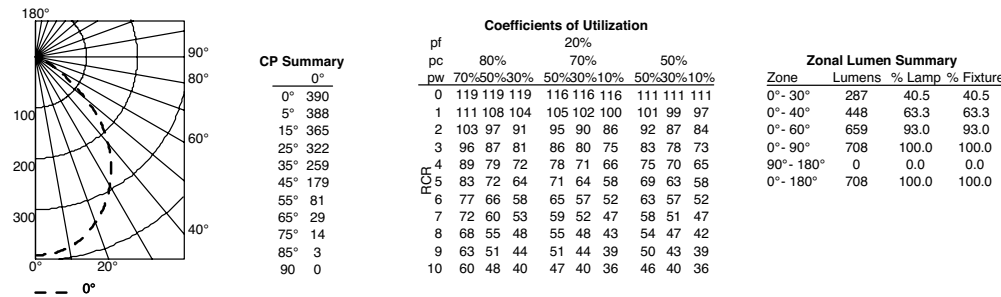 180°
90°
80°
100
60°
200
300
40°
0° 20°
0°
CP Summary
0°
0° 390
5° 388
15° 365
25° 322
35° 259
45° 179
55° 81
65° 29
75° 14
85° 3
90 0
Coefficients of Utilization
pf 20%
pc 80% 70% 50%
pw 70%50%30% 50%30%10% 50%30%10%
RCR
0 119 119 119 116 116 116 111 111 111
1 111 108 104 105 102 100 101 99 97
2 103 97 91 95 90 86 92 87 84
3 96 87 81 86 80 75 83 78 73
4 89 79 72 78 71 66 75 70 65
5 83 72 64 71 64 58 69 63 58
6 77 66 58 65 57 52 63 57 52
7 72 60 53 59 52 47 58 51 47
8 68 55 48 55 48 43 54 47 42
9 63 51 44 51 44 39 50 43 39
10 60 48 40 47 40 36 46 40 36
Zonal Lumen Summary
Zone Lumens % Lamp % Fixture
0°- 30° 287 40.5 40.5
0°- 40° 448 63.3 63.3
0°- 60° 659 93.0 93.0
0°- 90° 708 100.0 100.0
90°- 180° 0 0.0 0.0
0°- 180° 708 100.0 100.0